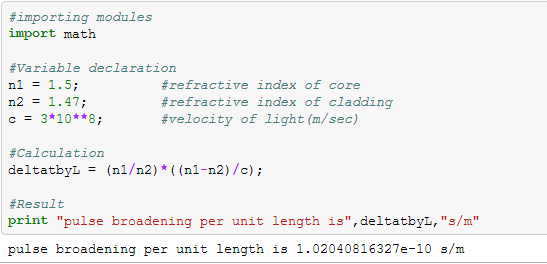 #importing modules
import math
#Variable declaration
n1 = 1.5; #refractive index of core
n2 = 1.47; #refractive index of cladding
c = 3*10**8; #velocity of light(m/sec)
#Calculation
deltatbyL = (n1/n2)*((n1-n2)/c);
#Result
print "pulse broadening per unit length is",deltatbyL,"s/m"
pulse broadening per unit length is 1.02040816327e-10 s/m